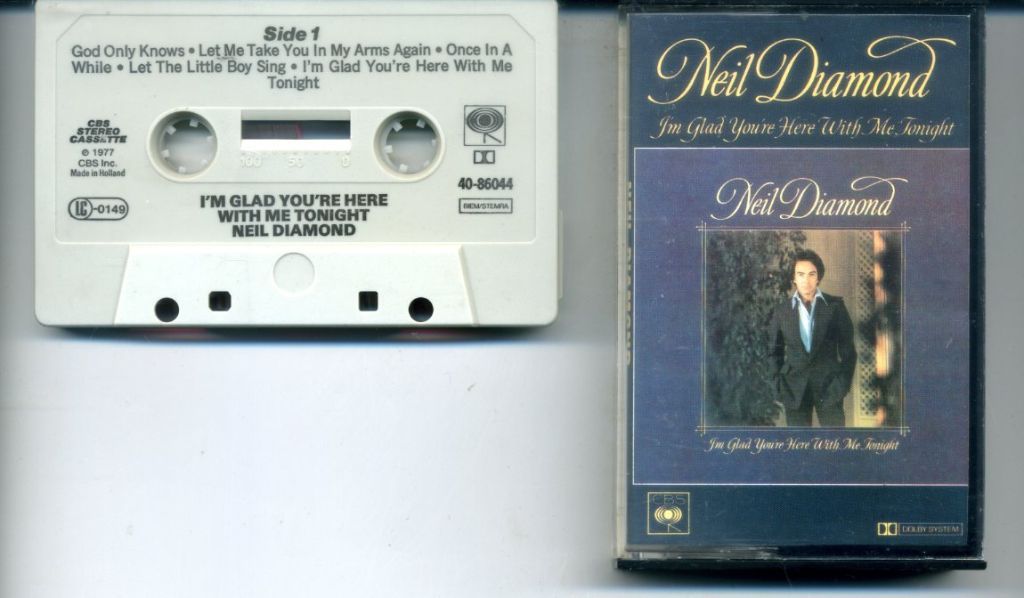 Side 1
God Only Knows • Let Me Take You In My Arms Again • Once In A
While • Let The Little Boy Sing • I'm Glad You're Here With Me
Tonight
CBS
STEREO
CASSETTE
℗ 1977
CBS Inc.
Made in Holland
LC-0149
100 50 0
40-86044
BIEM/STEMRA
I'M GLAD YOU'RE HERE
WITH ME TONIGHT
NEIL DIAMOND
Neil Diamond
I'm Glad You're Here With Me Tonight
Neil Diamond
I'm Glad You're Here With Me Tonight
CBS
DOLBY SYSTEM